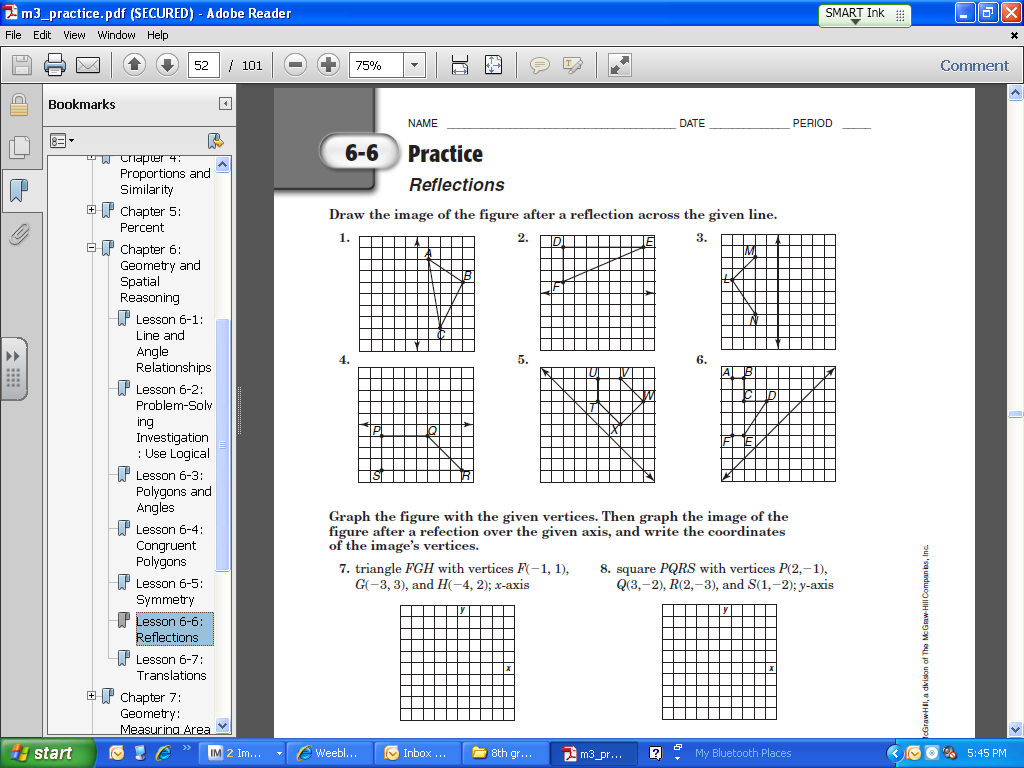 m3_practice.pdf (SECURED) - Adobe Reader
SMART Ink
File Edit View Window Help
52 / 101
75%
Comment
Bookmarks
Chapter 4:
Proportions and
Similarity
Chapter 5:
Percent
Chapter 6:
Geometry and
Spatial
Reasoning
Lesson 6-1:
Line and
Angle
Relationships
Lesson 6-2:
Problem-Solv
ing
Investigation
: Use Logical
Lesson 6-3:
Polygons and
Angles
Lesson 6-4:
Congruent
Polygons
Lesson 6-5:
Symmetry
Lesson 6-6:
Reflections
Lesson 6-7:
Translations
Chapter 7:
Geometry:
Measuring Area
NAME DATE PERIOD
6-6 Practice
Reflections
Draw the image of the figure after a reflection across the given line.
1.
A
B
C
2.
D E
F
3.
M
L
N
4.
P Q
S R
5.
U V
W
T
X
6.
A B
C D
F E
Graph the figure with the given vertices. Then graph the image of the
figure after a refection over the given axis, and write the coordinates
of the image's vertices.
7. triangle FGH with vertices F(−1, 1),
G(−3, 3), and H(−4, 2); x-axis
y
x
8. square PQRS with vertices P(2,−1),
Q(3,−2), R(2,−3), and S(1,−2); y-axis
y
x
cGraw-Hill, a division of The McGraw-Hill Companies, Inc.
start
IM 2 Im...
Weebl...
Inbox ...
8th gr...
m3_pr...
My Bluetooth Places
5:45 PM